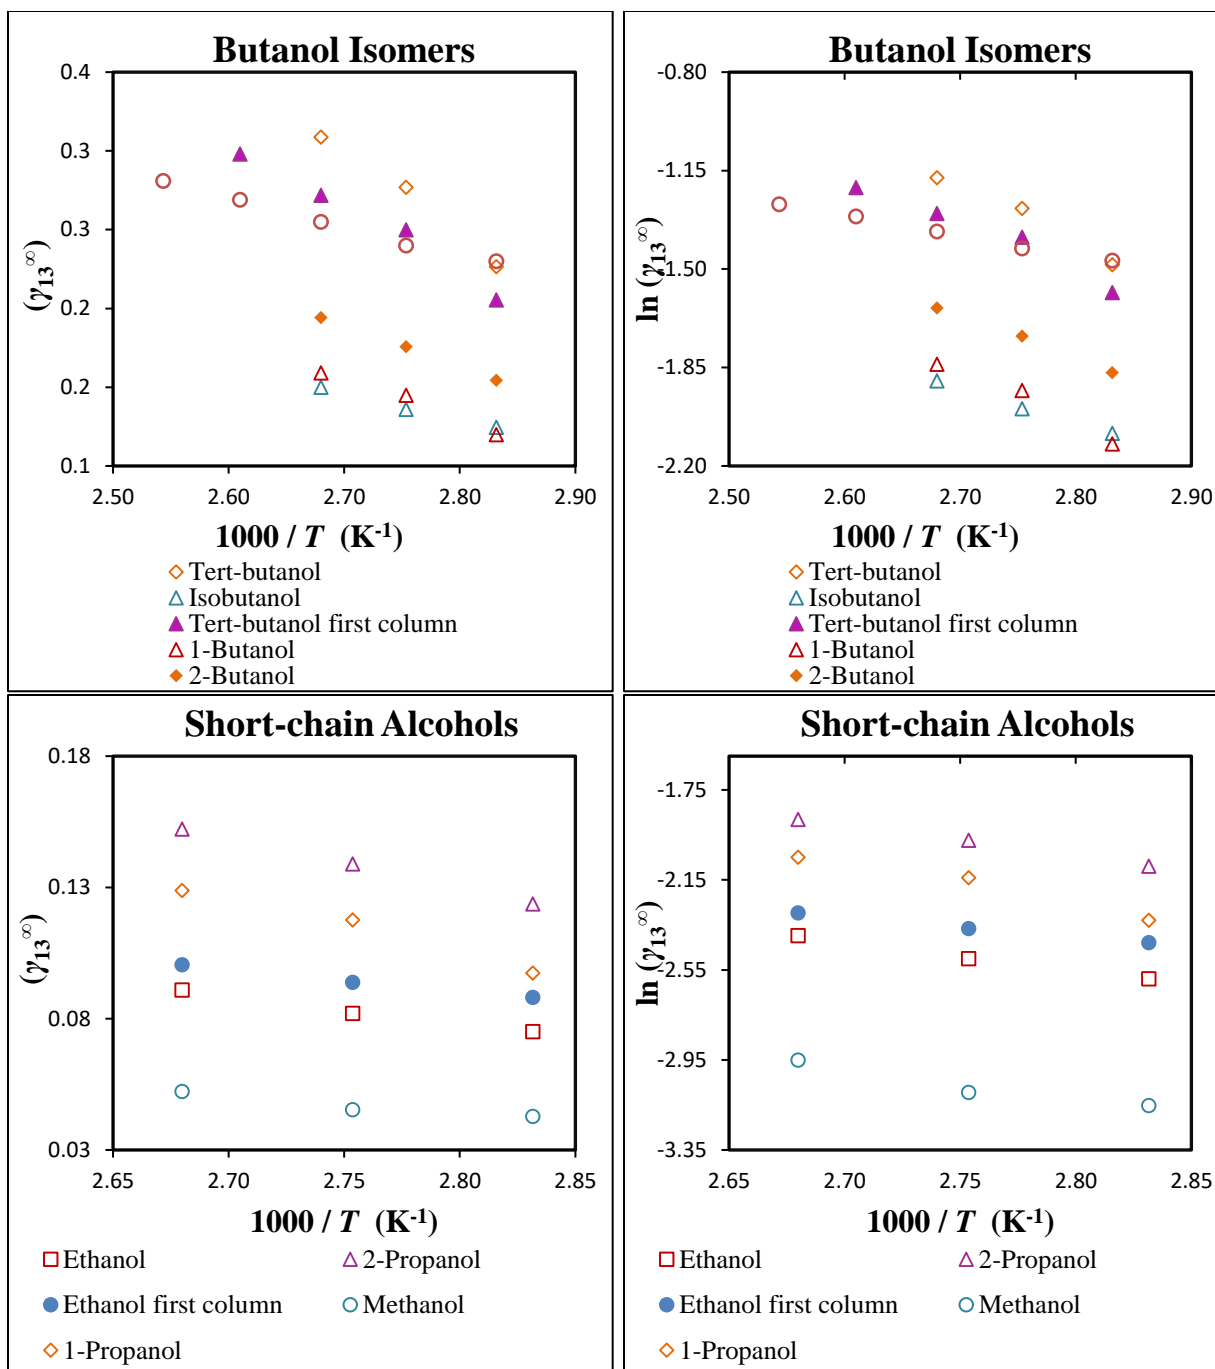 Butanol Isomers
0.4
0.3
0.3
0.2
0.2
0.1
(γ13∞)
2.50 2.60 2.70 2.80 2.90
1000 / T (K-1)
Tert-butanol
Isobutanol
Tert-butanol first column
1-Butanol
2-Butanol
Butanol Isomers
-0.80
-1.15
-1.50
-1.85
-2.20
ln (γ13∞)
2.50 2.60 2.70 2.80 2.90
1000 / T (K-1)
Tert-butanol
Isobutanol
Tert-butanol first column
1-Butanol
2-Butanol
Short-chain Alcohols
0.18
0.13
0.08
0.03
(γ13∞)
2.65 2.70 2.75 2.80 2.85
1000 / T (K-1)
Ethanol 2-Propanol
Ethanol first column Methanol
1-Propanol
Short-chain Alcohols
-1.75
-2.15
-2.55
-2.95
-3.35
ln (γ13∞)
2.65 2.70 2.75 2.80 2.85
1000 / T (K-1)
Ethanol 2-Propanol
Ethanol first column Methanol
1-Propanol